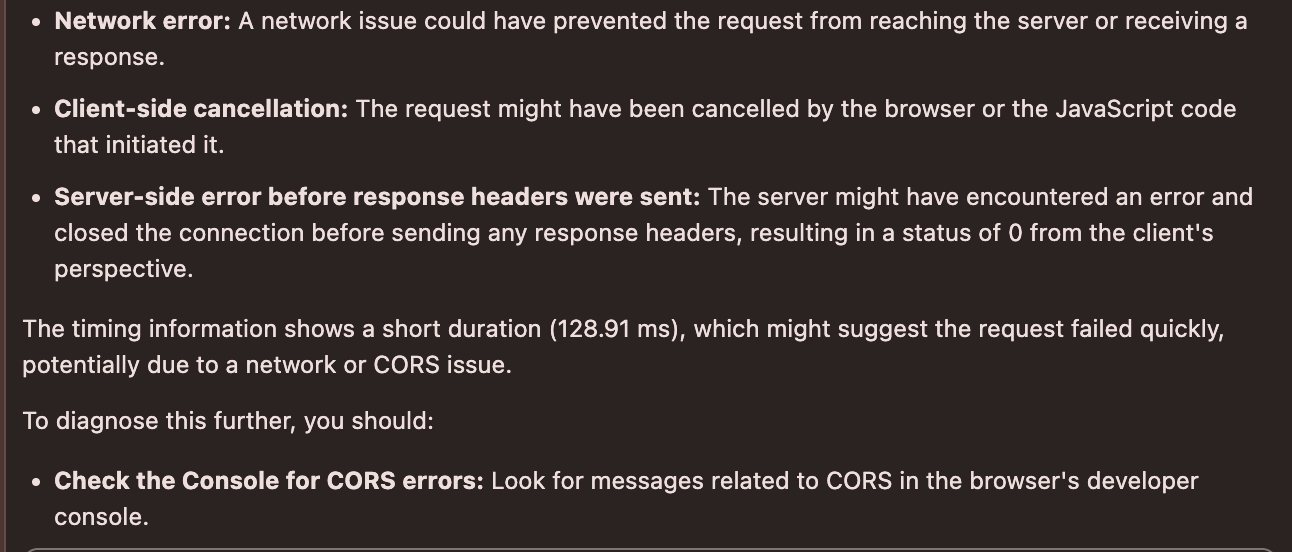 • Network error: A network issue could have prevented the request from reaching the server or receiving a
response.
• Client-side cancellation: The request might have been cancelled by the browser or the JavaScript code
that initiated it.
• Server-side error before response headers were sent: The server might have encountered an error and
closed the connection before sending any response headers, resulting in a status of 0 from the client's
perspective.
The timing information shows a short duration (128.91 ms), which might suggest the request failed quickly,
potentially due to a network or CORS issue.
To diagnose this further, you should:
• Check the Console for CORS errors: Look for messages related to CORS in the browser's developer
console.